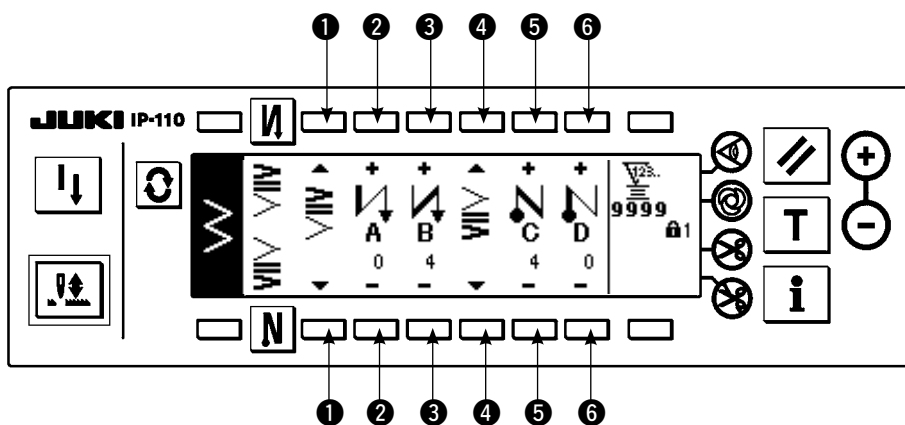 ❶ ❷ ❸ ❹ ❺ ❻
JUKI IP-110
+ + + +
123..
9999
1
A B C D
0 4 4 0
− − − −
+
−
T
i
❶ ❷ ❸ ❹ ❺ ❻